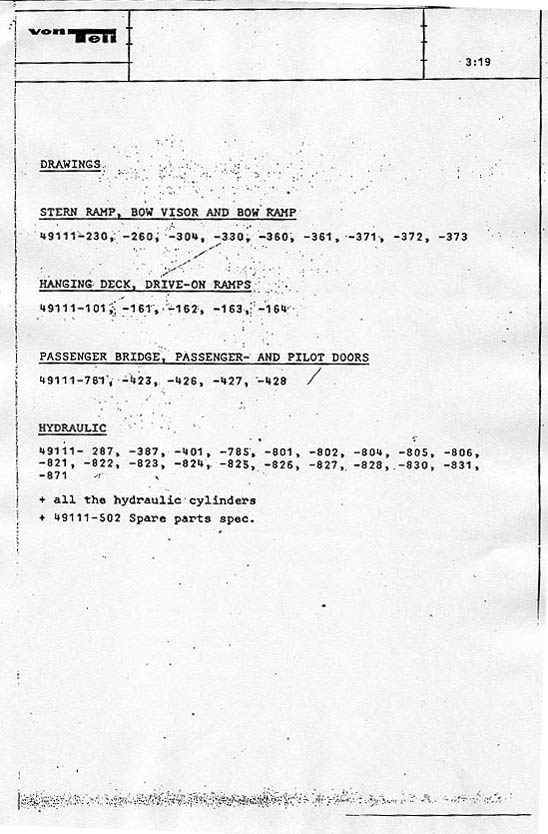 von Tell
3:19
DRAWINGS
STERN RAMP, BOW VISOR AND BOW RAMP
49111-230, -260, -304, -330, -360, -361, -371, -372, -373
HANGING DECK, DRIVE-ON RAMPS
49111-101, -161, -162, -163, -164
PASSENGER BRIDGE, PASSENGER- AND PILOT DOORS
49111-761, -423, -426, -427, -428
HYDRAULIC
49111- 287, -387, -401, -785, -801, -802, -804, -805, -806,
-821, -822, -823, -824, -825, -826, -827, -828, -830, -831,
-871
+ all the hydraulic cylinders
+ 49111-502 Spare parts spec.